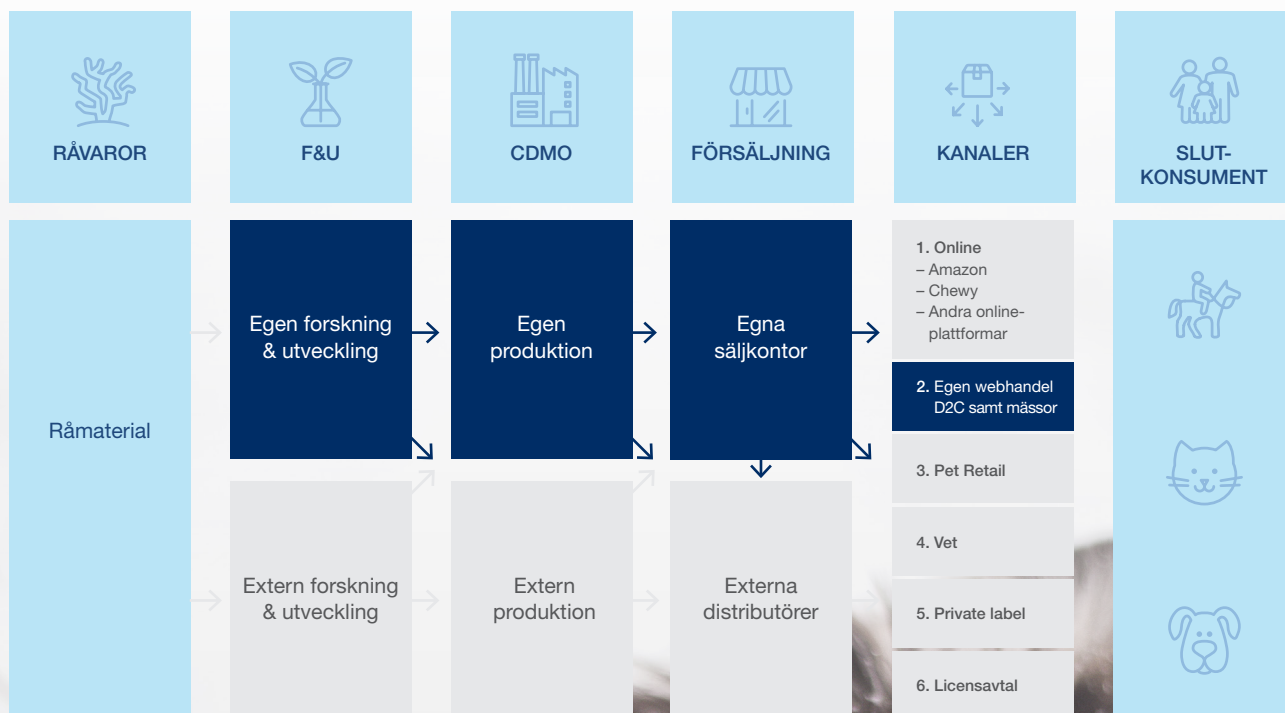 RÅVAROR
F&U
CDMO
FÖRSÄLJNING
KANALER
SLUT-
KONSUMENT
Råmaterial
Egen forskning
& utveckling
Egen
produktion
Egna
säljkontor
1. Online
– Amazon
– Chewy
– Andra online-
plattformar
2. Egen webhandel
D2C samt mässor
3. Pet Retail
4. Vet
5. Private label
6. Licensavtal
Extern forskning
& utveckling
Extern
produktion
Externa
distributörer